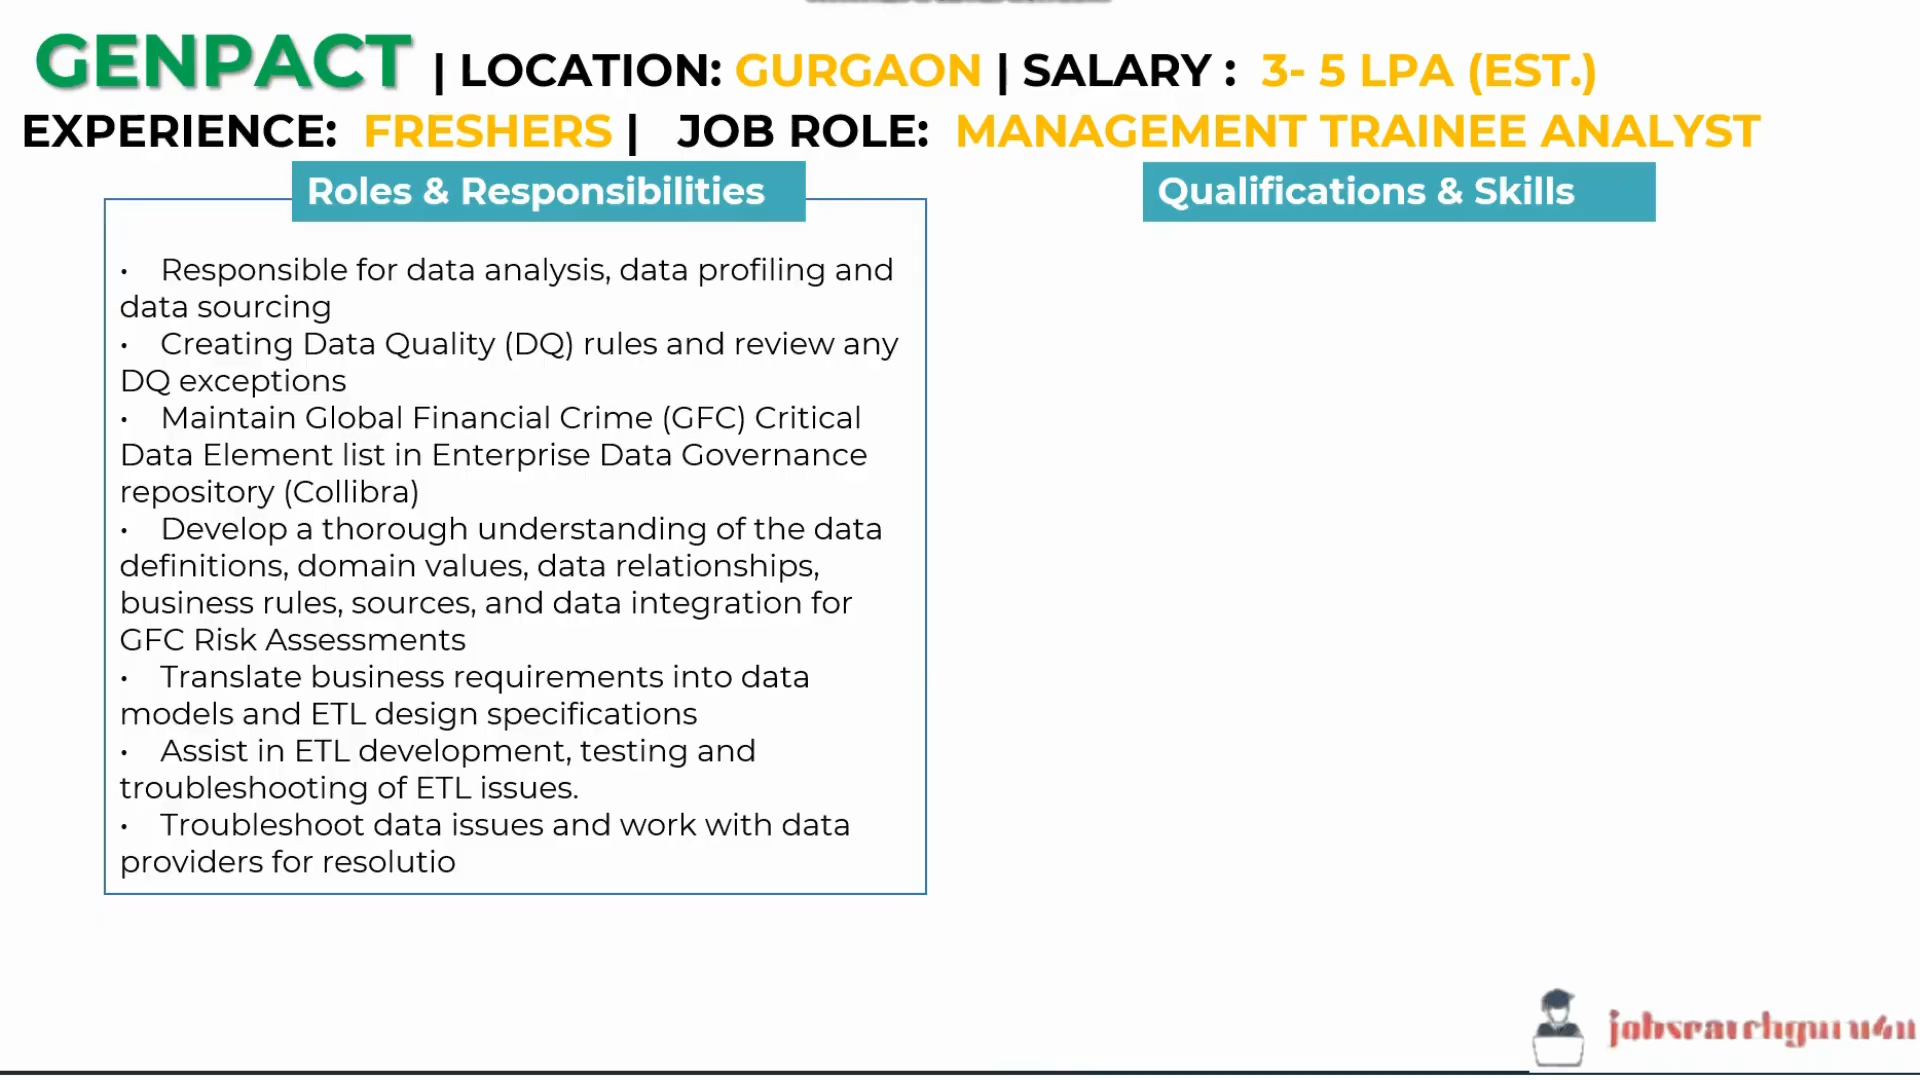 GENPACT | LOCATION: GURGAON | SALARY : 3- 5 LPA (EST.)
EXPERIENCE: FRESHERS | JOB ROLE: MANAGEMENT TRAINEE ANALYST
Roles & Responsibilities
• Responsible for data analysis, data profiling and
data sourcing
• Creating Data Quality (DQ) rules and review any
DQ exceptions
• Maintain Global Financial Crime (GFC) Critical
Data Element list in Enterprise Data Governance
repository (Collibra)
• Develop a thorough understanding of the data
definitions, domain values, data relationships,
business rules, sources, and data integration for
GFC Risk Assessments
• Translate business requirements into data
models and ETL design specifications
• Assist in ETL development, testing and
troubleshooting of ETL issues.
• Troubleshoot data issues and work with data
providers for resolutio
Qualifications & Skills